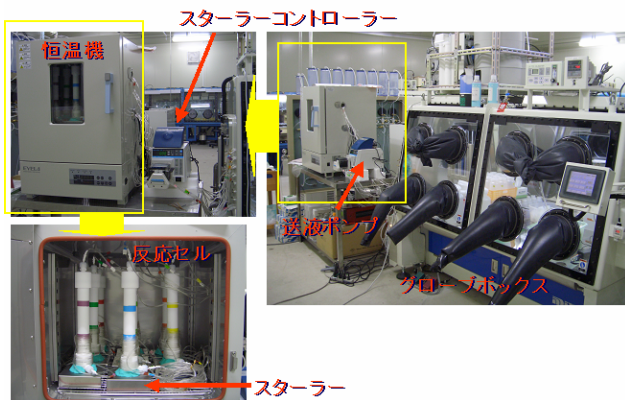 スターラーコントローラー
恒温機
送液ポンプ
反応セル
グローブボックス
スターラー